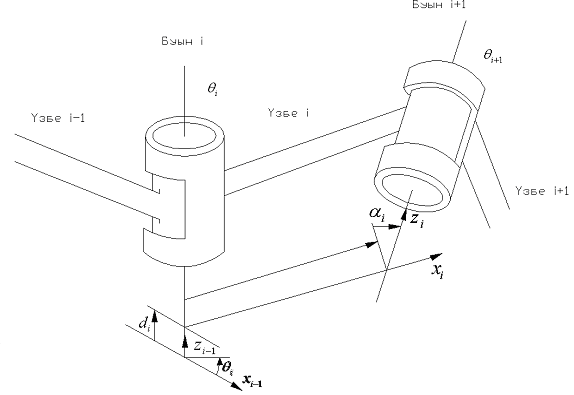 Буын i+1
Буын i
θi+1
θi
Үзбе i-1
Үзбе i
Үзбе i+1
αi
zi
xi
di
zi-1
θi
xi-1